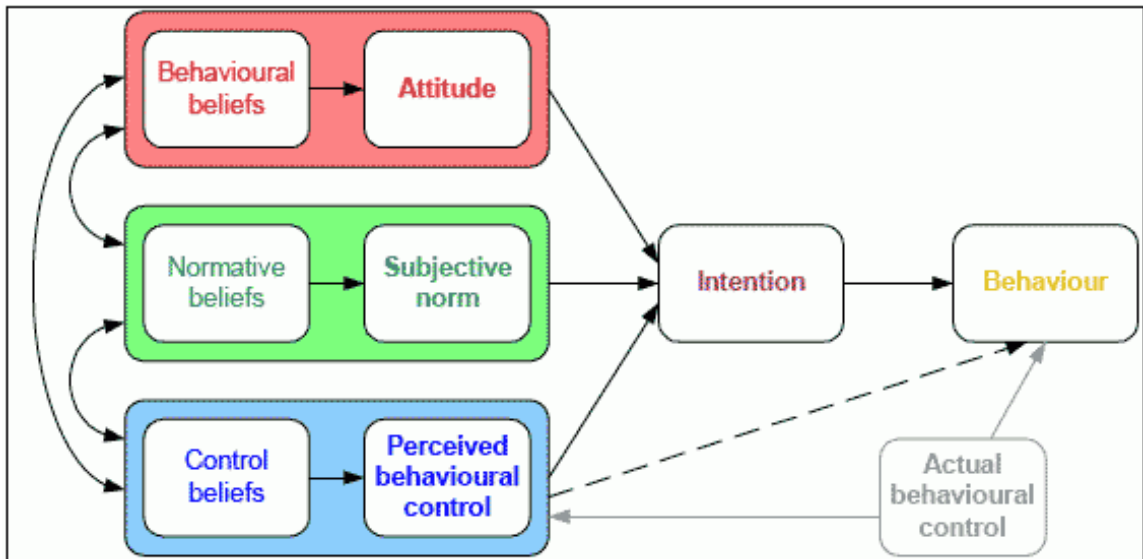 Behavioural
beliefs
Attitude
Normative
beliefs
Subjective
norm
Intention
Behaviour
Control
beliefs
Perceived
behavioural
control
Actual
behavioural
control